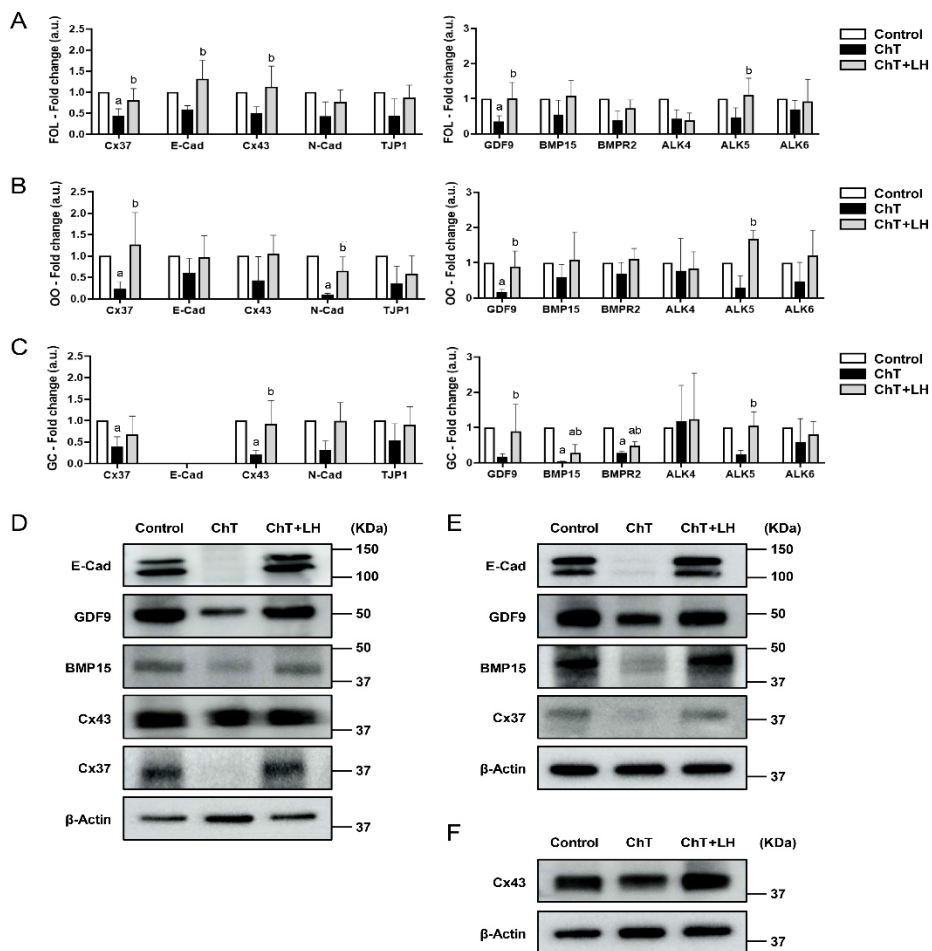 A
FOL - Fold change (a.u.)
2.5
2.0
1.5
1.0
0.5
0.0
a b b b
Cx37 E-Cad Cx43 N-Cad TJP1
FOL - Fold change (a.u.)
3
2
1
0
a b b
GDF9 BMP15 BMPR2 ALK4 ALK5 ALK6
Control
ChT
ChT+LH
B
OO - Fold change (a.u.)
2.5
2.0
1.5
1.0
0.5
0.0
a b a b
Cx37 E-Cad Cx43 N-Cad TJP1
OO - Fold change (a.u.)
3
2
1
0
a b b
GDF9 BMP15 BMPR2 ALK4 ALK5 ALK6
Control
ChT
ChT+LH
C
GC - Fold change (a.u.)
2.5
2.0
1.5
1.0
0.5
0.0
a a b
Cx37 E-Cad Cx43 N-Cad TJP1
GC - Fold change (a.u.)
3
2
1
0
b a ab a ab b
GDF9 BMP15 BMPR2 ALK4 ALK5 ALK6
Control
ChT
ChT+LH
D
Control ChT ChT+LH (KDa)
E-Cad 150
100
GDF9 50
BMP15 50
37
Cx43 37
Cx37 37
β-Actin 37
E
Control ChT ChT+LH (KDa)
E-Cad 150
100
GDF9 50
BMP15 50
37
Cx37 37
β-Actin 37
F
Control ChT ChT+LH (KDa)
Cx43 37
β-Actin 37